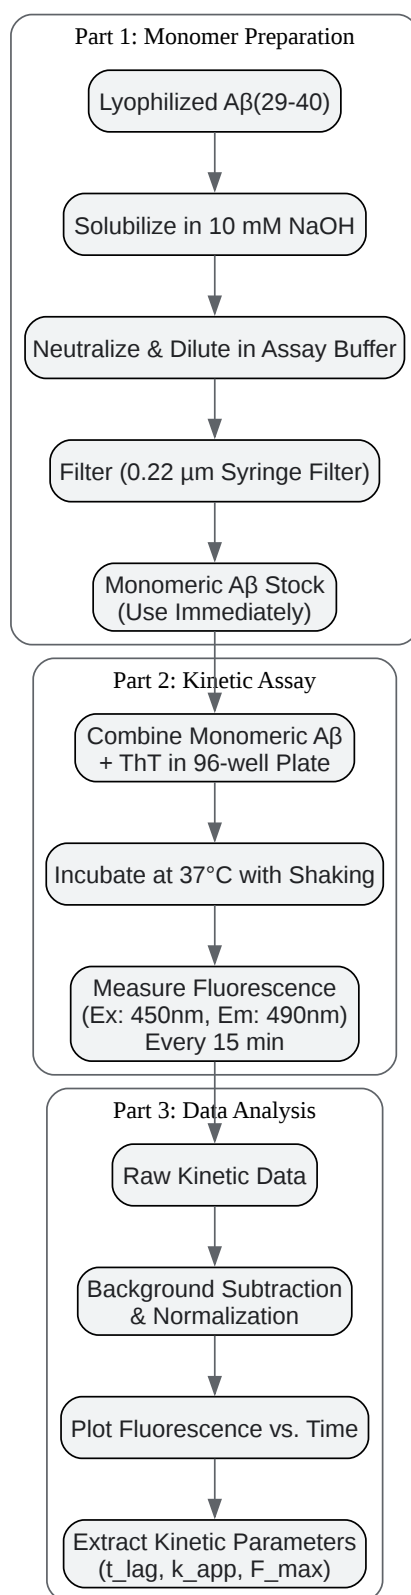 Part 1: Monomer Preparation
Lyophilized Aβ(29-40)
Solubilize in 10 mM NaOH
Neutralize & Dilute in Assay Buffer
Filter (0.22 µm Syringe Filter)
Monomeric Aβ Stock
(Use Immediately)
Part 2: Kinetic Assay
Combine Monomeric Aβ
+ ThT in 96-well Plate
Incubate at 37°C with Shaking
Measure Fluorescence
(Ex: 450nm, Em: 490nm)
Every 15 min
Part 3: Data Analysis
Raw Kinetic Data
Background Subtraction
& Normalization
Plot Fluorescence vs. Time
Extract Kinetic Parameters
(t_lag, k_app, F_max)